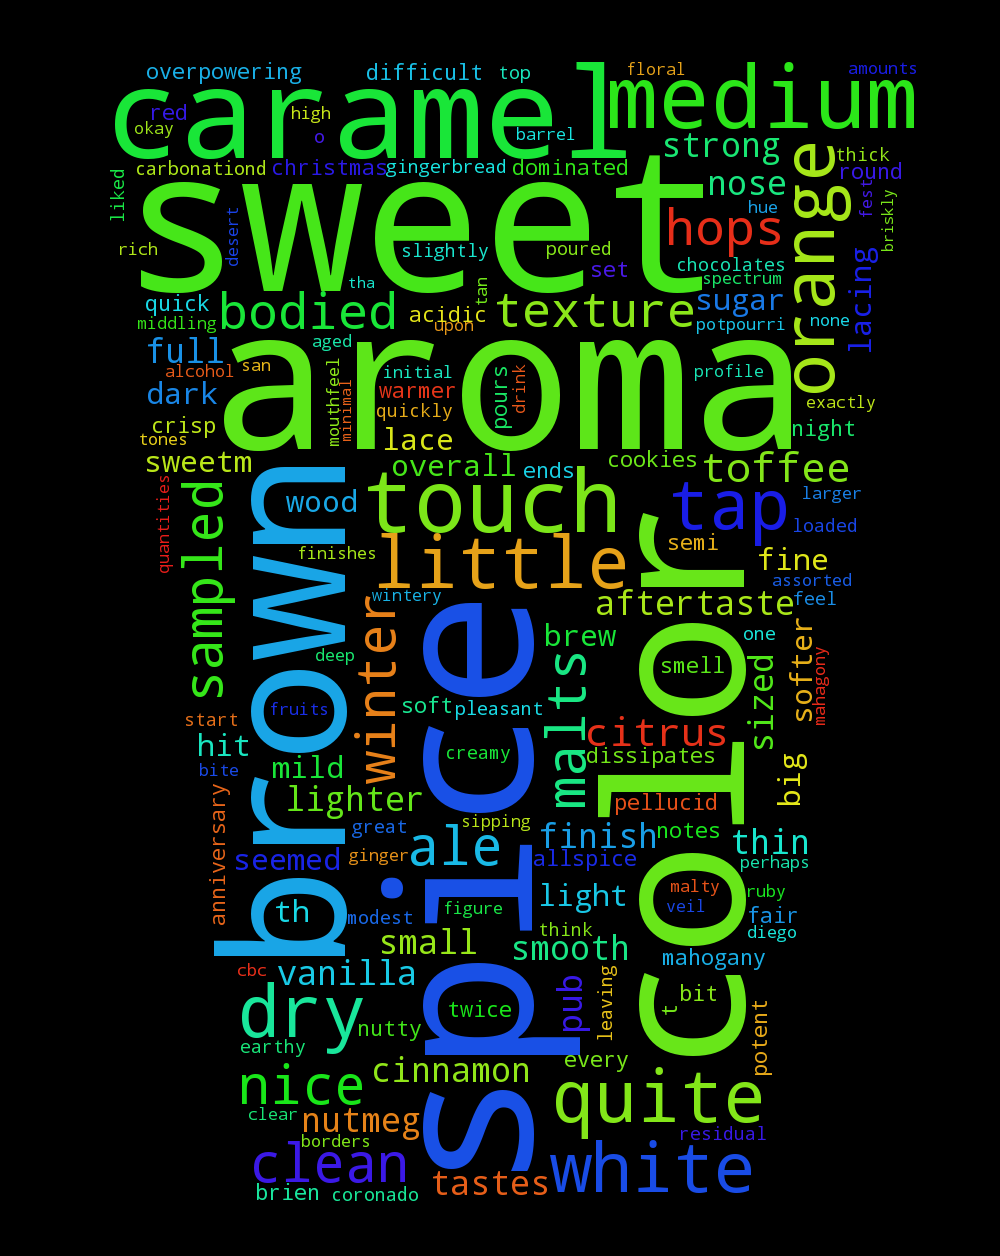 overpowering difficult top floral amounts
caramel medium
red high okay o barrel strong thick
carbonationd christmas gingerbread dominated nose round
liked sweet hue fest briskly
rich desert slightly poured hops orange
set chocolates spectrum lacing
quick tha tan sugar
middling bodied acidic upon texture potpourri none
full aged aroma
alcohol san initial profile
dark mouthfeel minimal warmer pours drink exactly
crisp quickly night
tones lace
sweetm overall ends cookies toffee
quantities sampled brown wood touch tap larger
loaded
finishes little semi fine
wintery assorted
winter spice aftertaste feel
deep brew color one softer
soft malts smell sized mahagony
start fruits pleasant
hit citrus
bite mild creamy dissipates big
anniversary lighter pellucid
great sipping finish notes thin
seemed ginger ale allspice perhaps
light malty ruby
th modest figure veil fair
think diego
small smooth
cbc vanilla mahogany
dry twice pub leaving t bit potent
nutty
earthy cinnamon every
nice quite
clear nutmeg
borders residual
clean tastes white
brien coronado